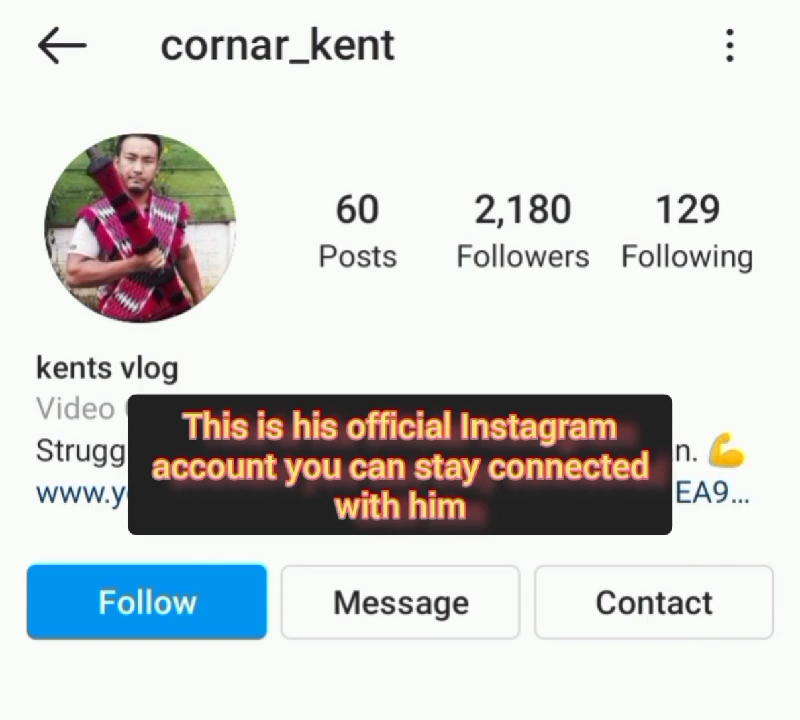 cornar_kent
60
2,180
129
Posts
Followers
Following
kents vlog
Video
This is his official Instagram
account you can stay connected
with him
Strugg n. 💪
www.y EA9...
Follow
Message
Contact